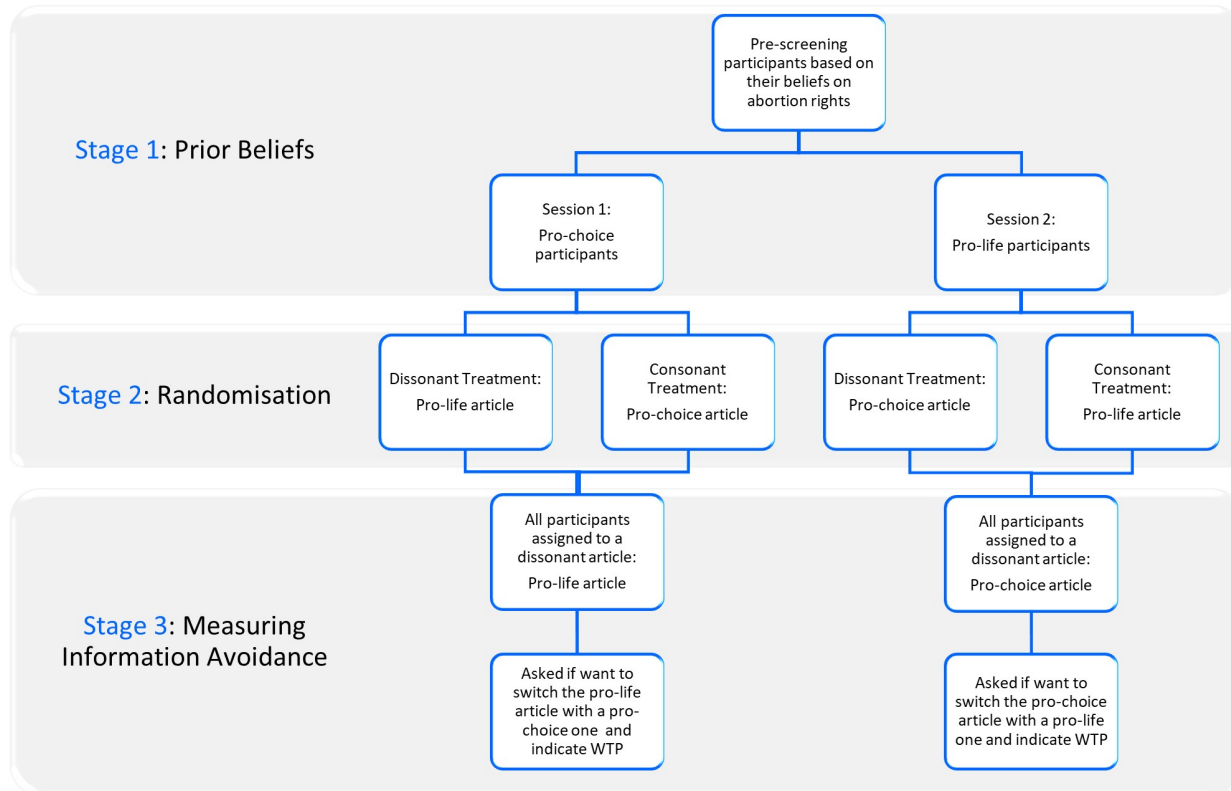 Pre-screening
participants based on
their beliefs on
abortion rights
Stage 1: Prior Beliefs
Session 1:
Pro-choice
participants
Session 2:
Pro-life participants
Stage 2: Randomisation
Dissonant Treatment:
Pro-life article
Consonant
Treatment:
Pro-choice article
Dissonant Treatment:
Pro-choice article
Consonant
Treatment:
Pro-life article
Stage 3: Measuring
Information Avoidance
All participants
assigned to a
dissonant article:
Pro-life article
All participants
assigned to a
dissonant article:
Pro-choice article
Asked if want to
switch the pro-life
article with a pro-
choice one and
indicate WTP
Asked if want to
switch the pro-choice
article with a pro-life
one and indicate WTP